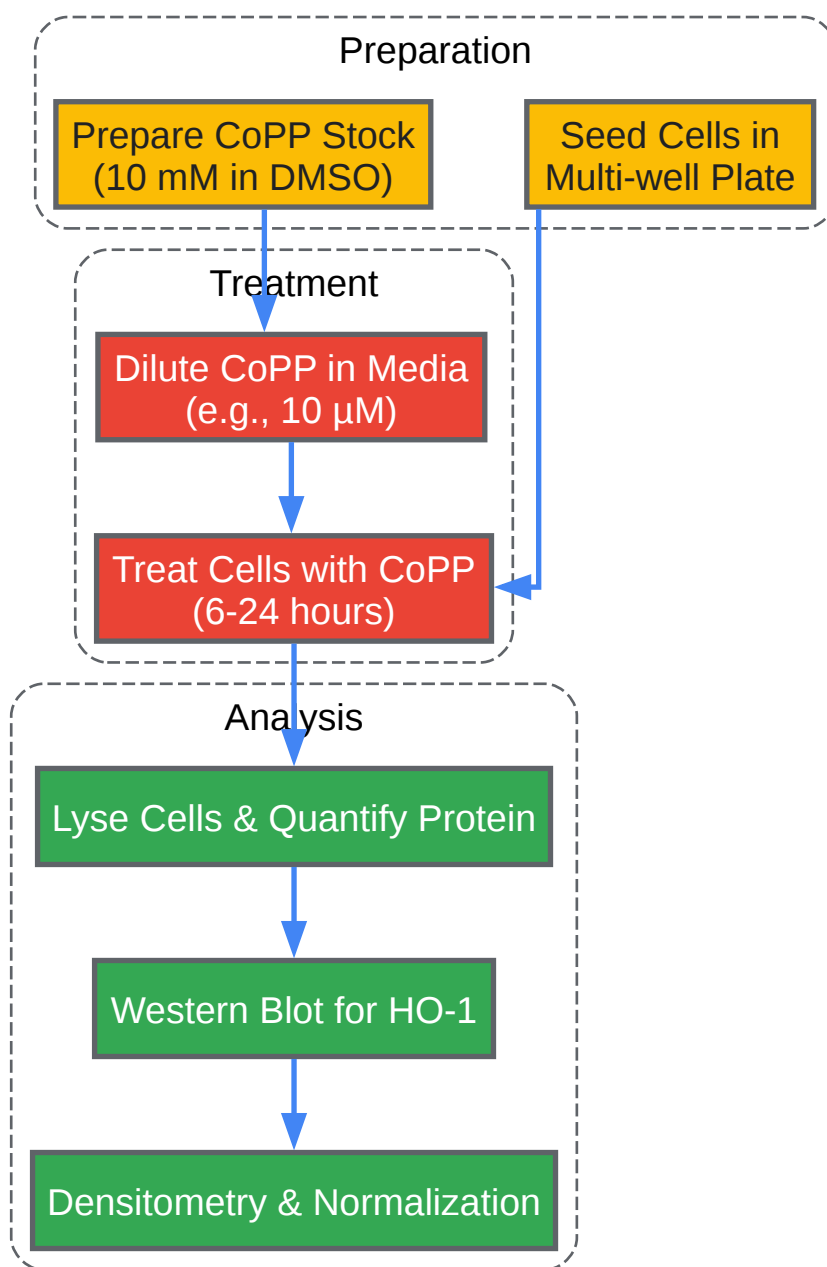 Preparation
Prepare CoPP Stock
(10 mM in DMSO)
Seed Cells in
Multi-well Plate
Treatment
Dilute CoPP in Media
(e.g., 10 µM)
Treat Cells with CoPP
(6-24 hours)
Analysis
Lyse Cells & Quantify Protein
Western Blot for HO-1
Densitometry & Normalization